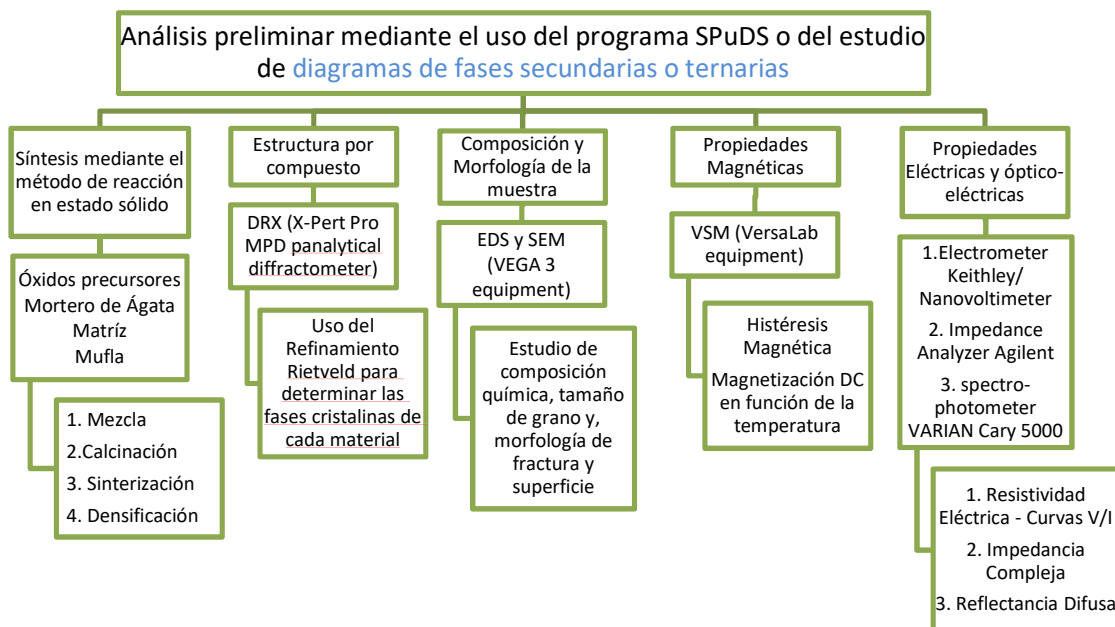 Análisis preliminar mediante el uso del programa SPuDS o del estudio
de diagramas de fases secundarias o ternarias
Síntesis mediante el
método de reacción
en estado sólido
Óxidos precursores
Mortero de Ágata
Matríz
Mufla
1. Mezcla
2.Calcinación
3. Sinterización
4. Densificación
Estructura por
compuesto
DRX (X-Pert Pro
MPD panalytical
diffractometer)
Uso del
Refinamiento
Rietveld para
determinar las
fases cristalinas de
cada material
Composición y
Morfología de la
muestra
EDS y SEM
(VEGA 3
equipment)
Estudio de
composición
química, tamaño
de grano y,
morfología de
fractura y
superficie
Propiedades
Magnéticas
VSM (VersaLab
equipment)
Histéresis
Magnética
Magnetización DC
en función de la
temperatura
Propiedades
Eléctricas y óptico-
eléctricas
1.Electrometer
Keithley/
Nanovoltimeter
2. Impedance
Analyzer Agilent
3. spectro-
photometer
VARIAN Cary 5000
1. Resistividad
Eléctrica - Curvas V/I
2. Impedancia
Compleja
3. Reflectancia Difusa